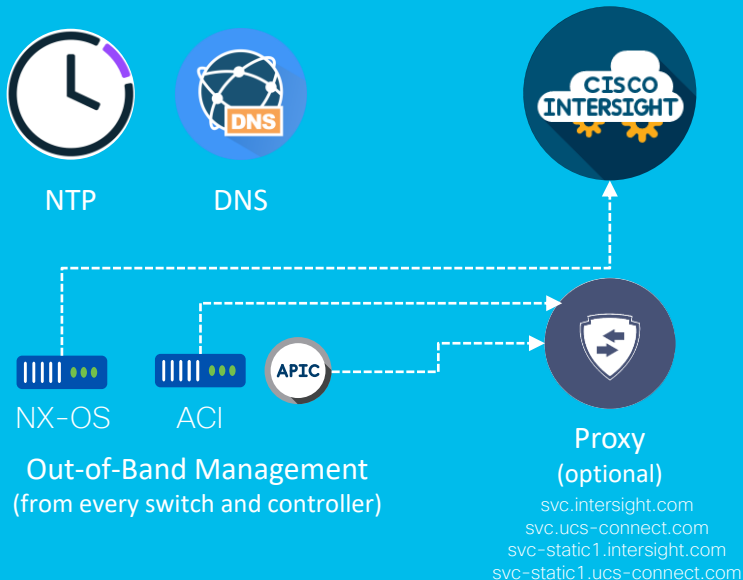 CISCO
INTERSIGHT
DNS
NTP
DNS
APIC
NX-OS
ACI
Out-of-Band Management
(from every switch and controller)
Proxy
(optional)
svc.intersight.com
svc.ucs-connect.com
svc-static1.intersight.com
svc-static1.ucs-connect.com